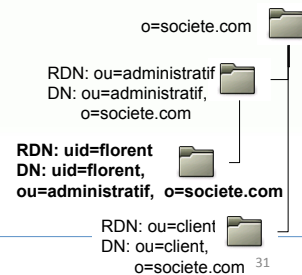 o=societe.com
RDN: ou=administratif
DN: ou=administratif,
o=societe.com
RDN: uid=florent
DN: uid=florent,
ou=administratif, o=societe.com
RDN: ou=client
DN: ou=client,
o=societe.com
31